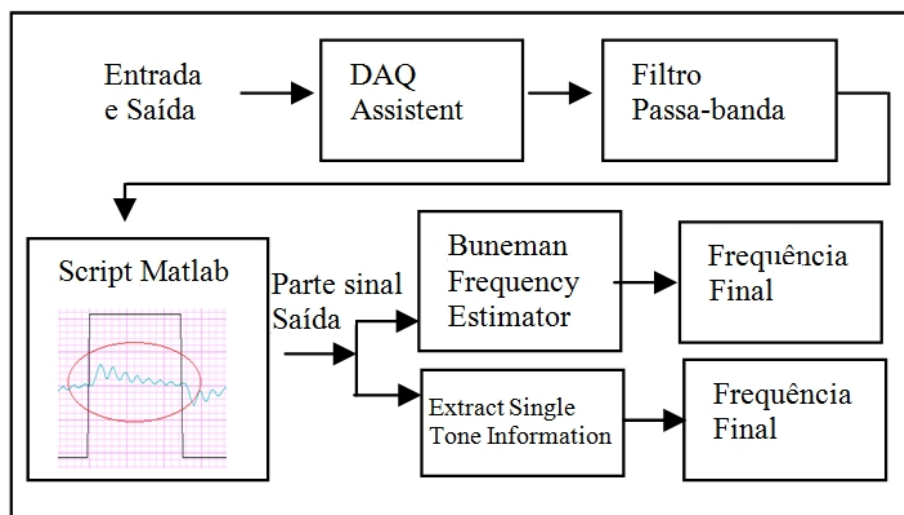 Entrada
e Saída
DAQ
Assistent
Filtro
Passa-banda
Script Matlab
Parte sinal
Saída
Buneman
Frequency
Estimator
Frequência
Final
Extract Single
Tone Information
Frequência
Final